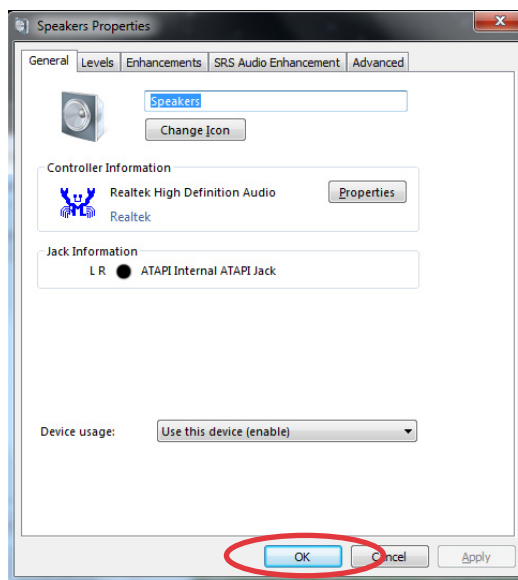 Speakers Properties
General Levels Enhancements SRS Audio Enhancement Advanced
Speakers
Change Icon
Controller Information
Realtek High Definition Audio Properties
Realtek
Jack Information
L R ATAPI Internal ATAPI Jack
Device usage: Use this device (enable)
OK Cancel Apply